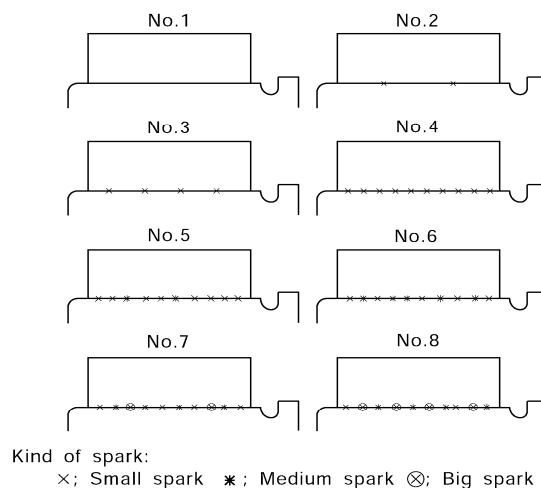 No.1
No.2
No.3
No.4
No.5
No.6
No.7
No.8
Kind of spark:
×; Small spark ⁎; Medium spark ⊗; Big spark